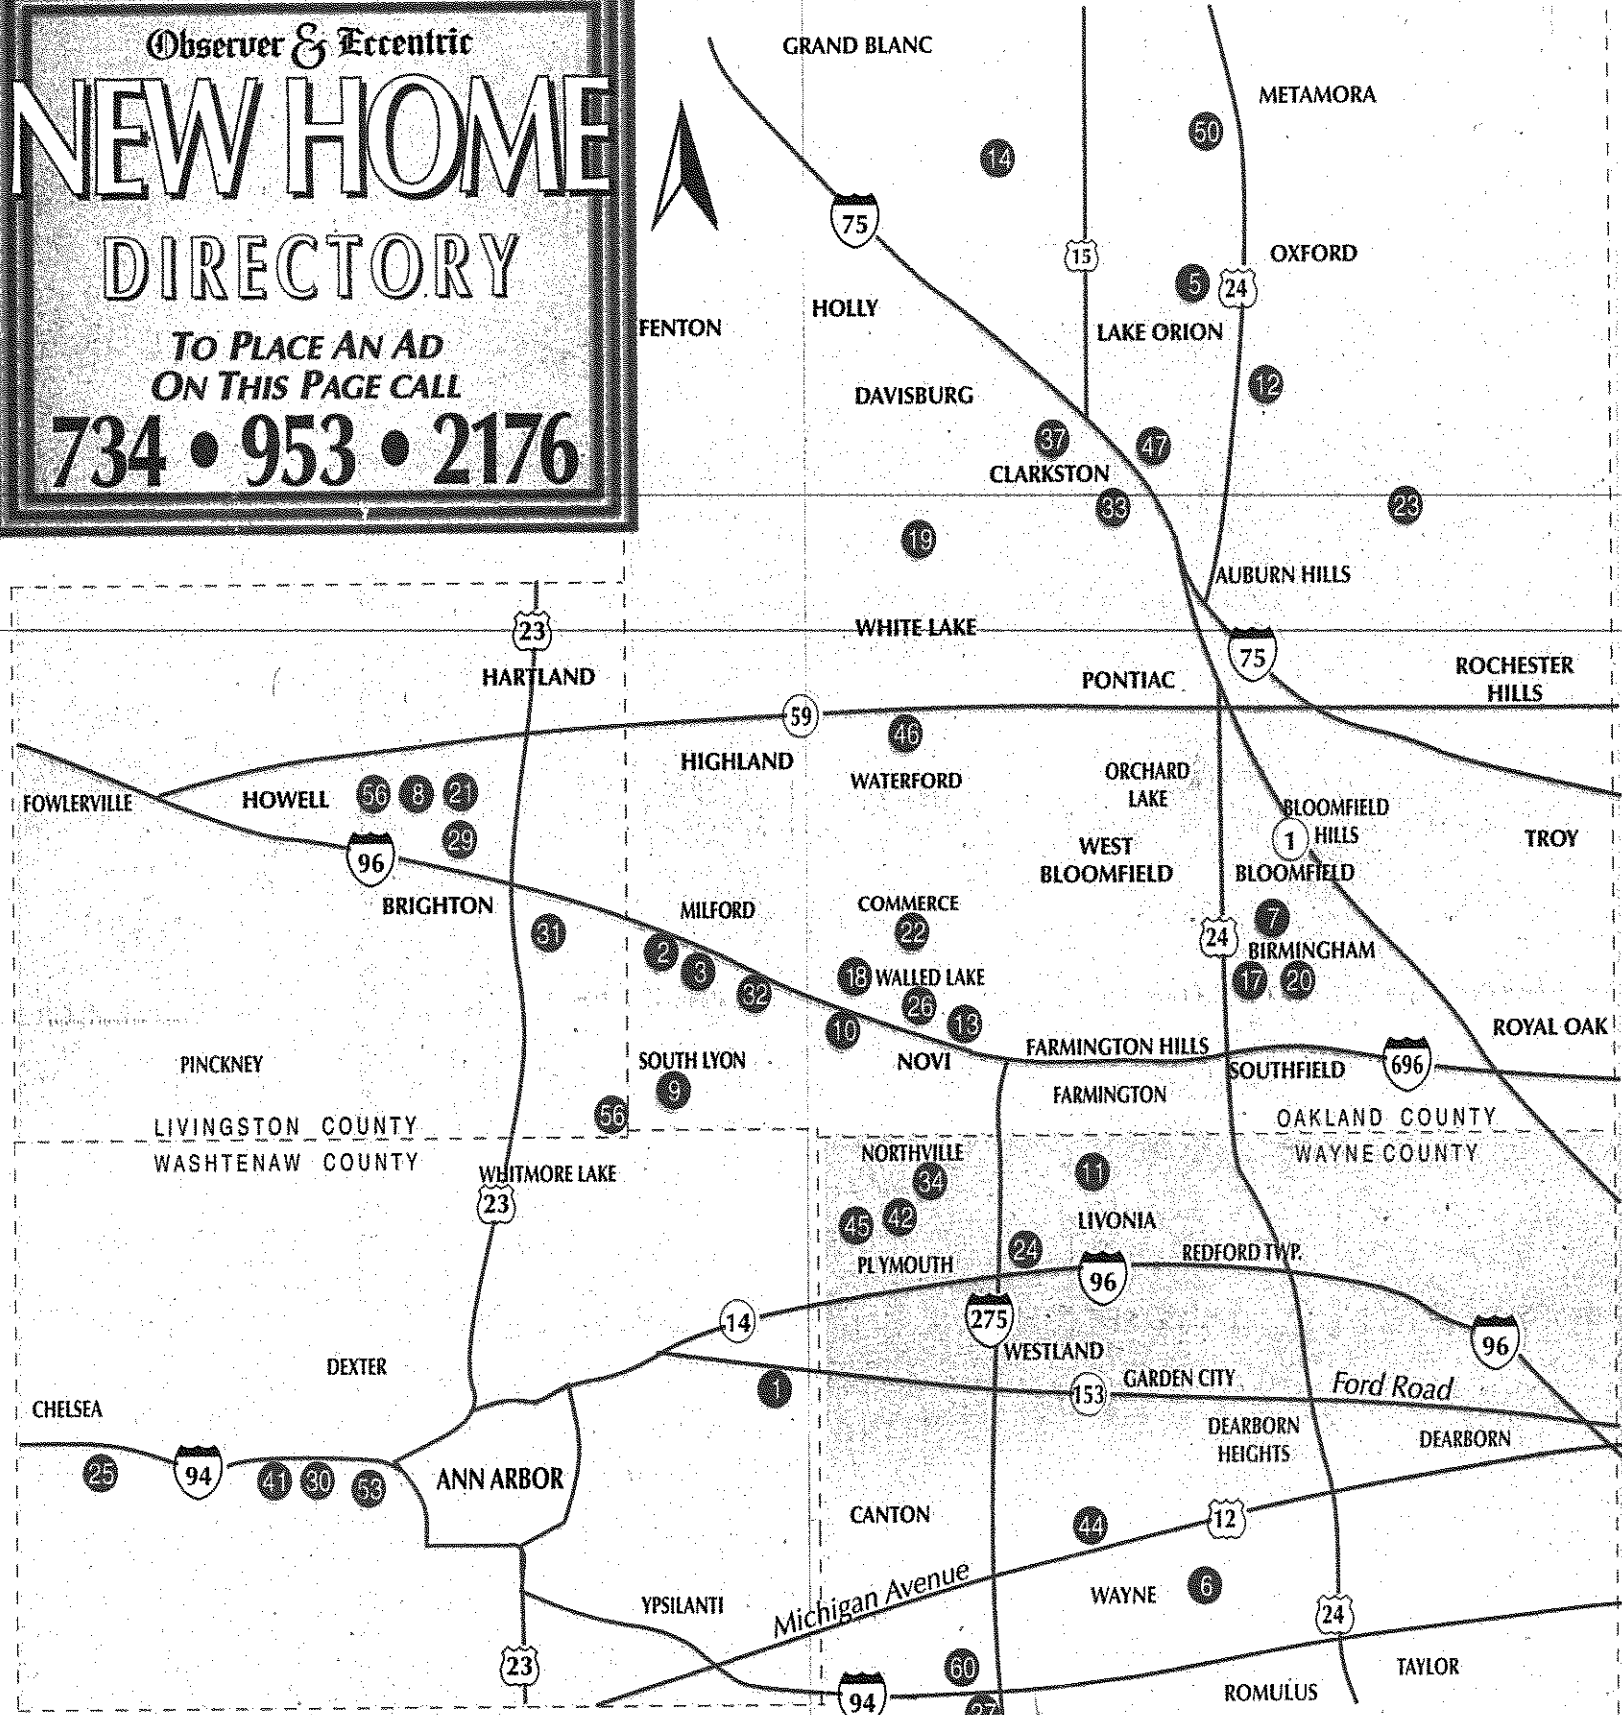 Observer & Eccentric
NEW HOME
DIRECTORY
TO PLACE AN AD
ON THIS PAGE CALL
734 • 953 • 2176
GRAND BLANC
METAMORA
50
14
75
15
OXFORD
5
24
HOLLY
FENTON
LAKE ORION
DAVISBURG
12
37
47
CLARKSTON
33
23
19
AUBURN HILLS
23
WHITE LAKE
75
HARTLAND
PONTIAC
ROCHESTER
HILLS
59
46
HIGHLAND
WATERFORD
ORCHARD
LAKE
FOWLERVILLE
HOWELL
56
8
21
29
96
BLOOMFIELD
HILLS
1
TROY
WEST
BLOOMFIELD
BLOOMFIELD
BRIGHTON
MILFORD
COMMERCE
22
31
7
24
BIRMINGHAM
2
3
32
18
WALLED LAKE
17
20
26
10
13
ROYAL OAK
PINCKNEY
SOUTH LYON
NOVI
FARMINGTON HILLS
SOUTHFIELD
696
9
56
FARMINGTON
LIVINGSTON COUNTY
OAKLAND COUNTY
WASHTENAW COUNTY
WAYNE COUNTY
WHITMORE LAKE
NORTHVILLE
34
11
23
45
42
LIVONIA
24
PLYMOUTH
REDFORD TWP.
96
14
275
96
WESTLAND
DEXTER
1
GARDEN CITY
153
Ford Road
CHELSEA
DEARBORN
HEIGHTS
DEARBORN
25
94
41
30
53
ANN ARBOR
CANTON
44
12
Michigan Avenue
WAYNE
6
YPSILANTI
24
23
60
TAYLOR
94
27
ROMULUS